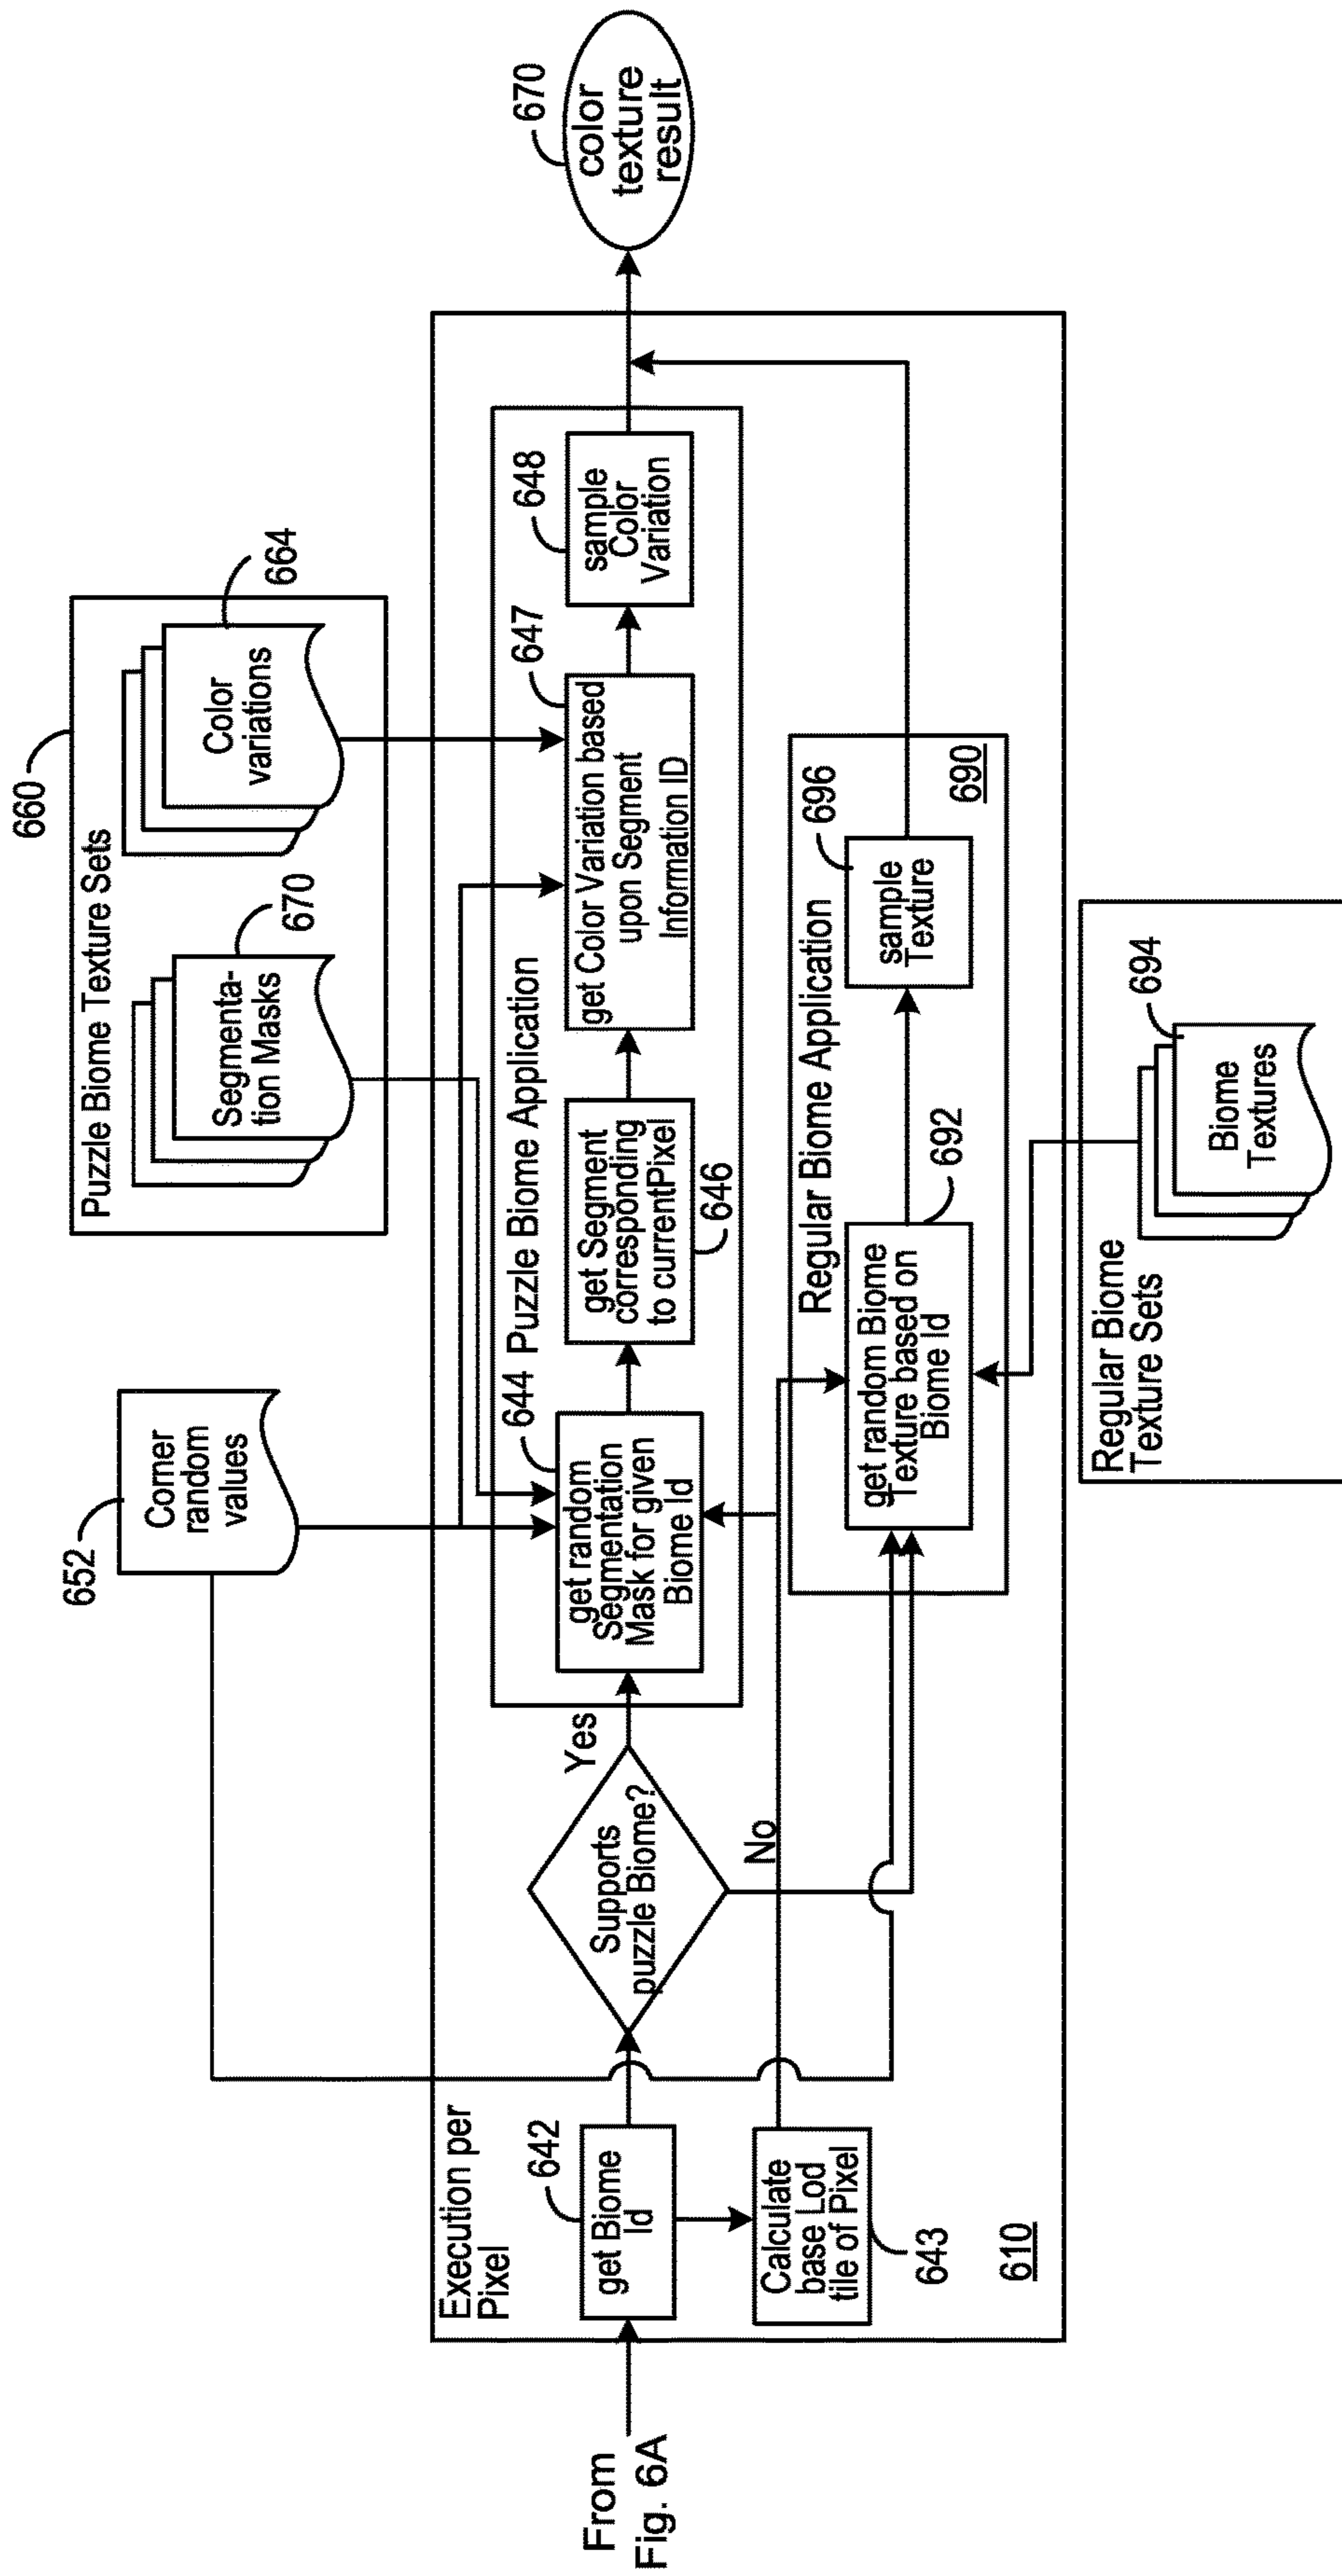 660
Puzzle Biome Texture Sets
Segmenta-
tion Masks
670
Color
variations
664
652
Corner
random
values
From
Fig. 6A
Execution per
Pixel
642
get Biome
Id
Calculate
base Lod
tile of Pixel
643
610
Supports
puzzle Biome?
Yes
No
Puzzle Biome Application
644
get random
Segmentation
Mask for given
Biome Id
get Segment
corresponding
to currentPixel
646
647
get Color Variation based
upon Segment
Information ID
648
sample
Color
Variation
670
color
texture
result
Regular Biome Application
get random Biome
Texture based on
Biome Id
692
696
sample
Texture
690
Regular Biome
Texture Sets
Biome
Textures
694